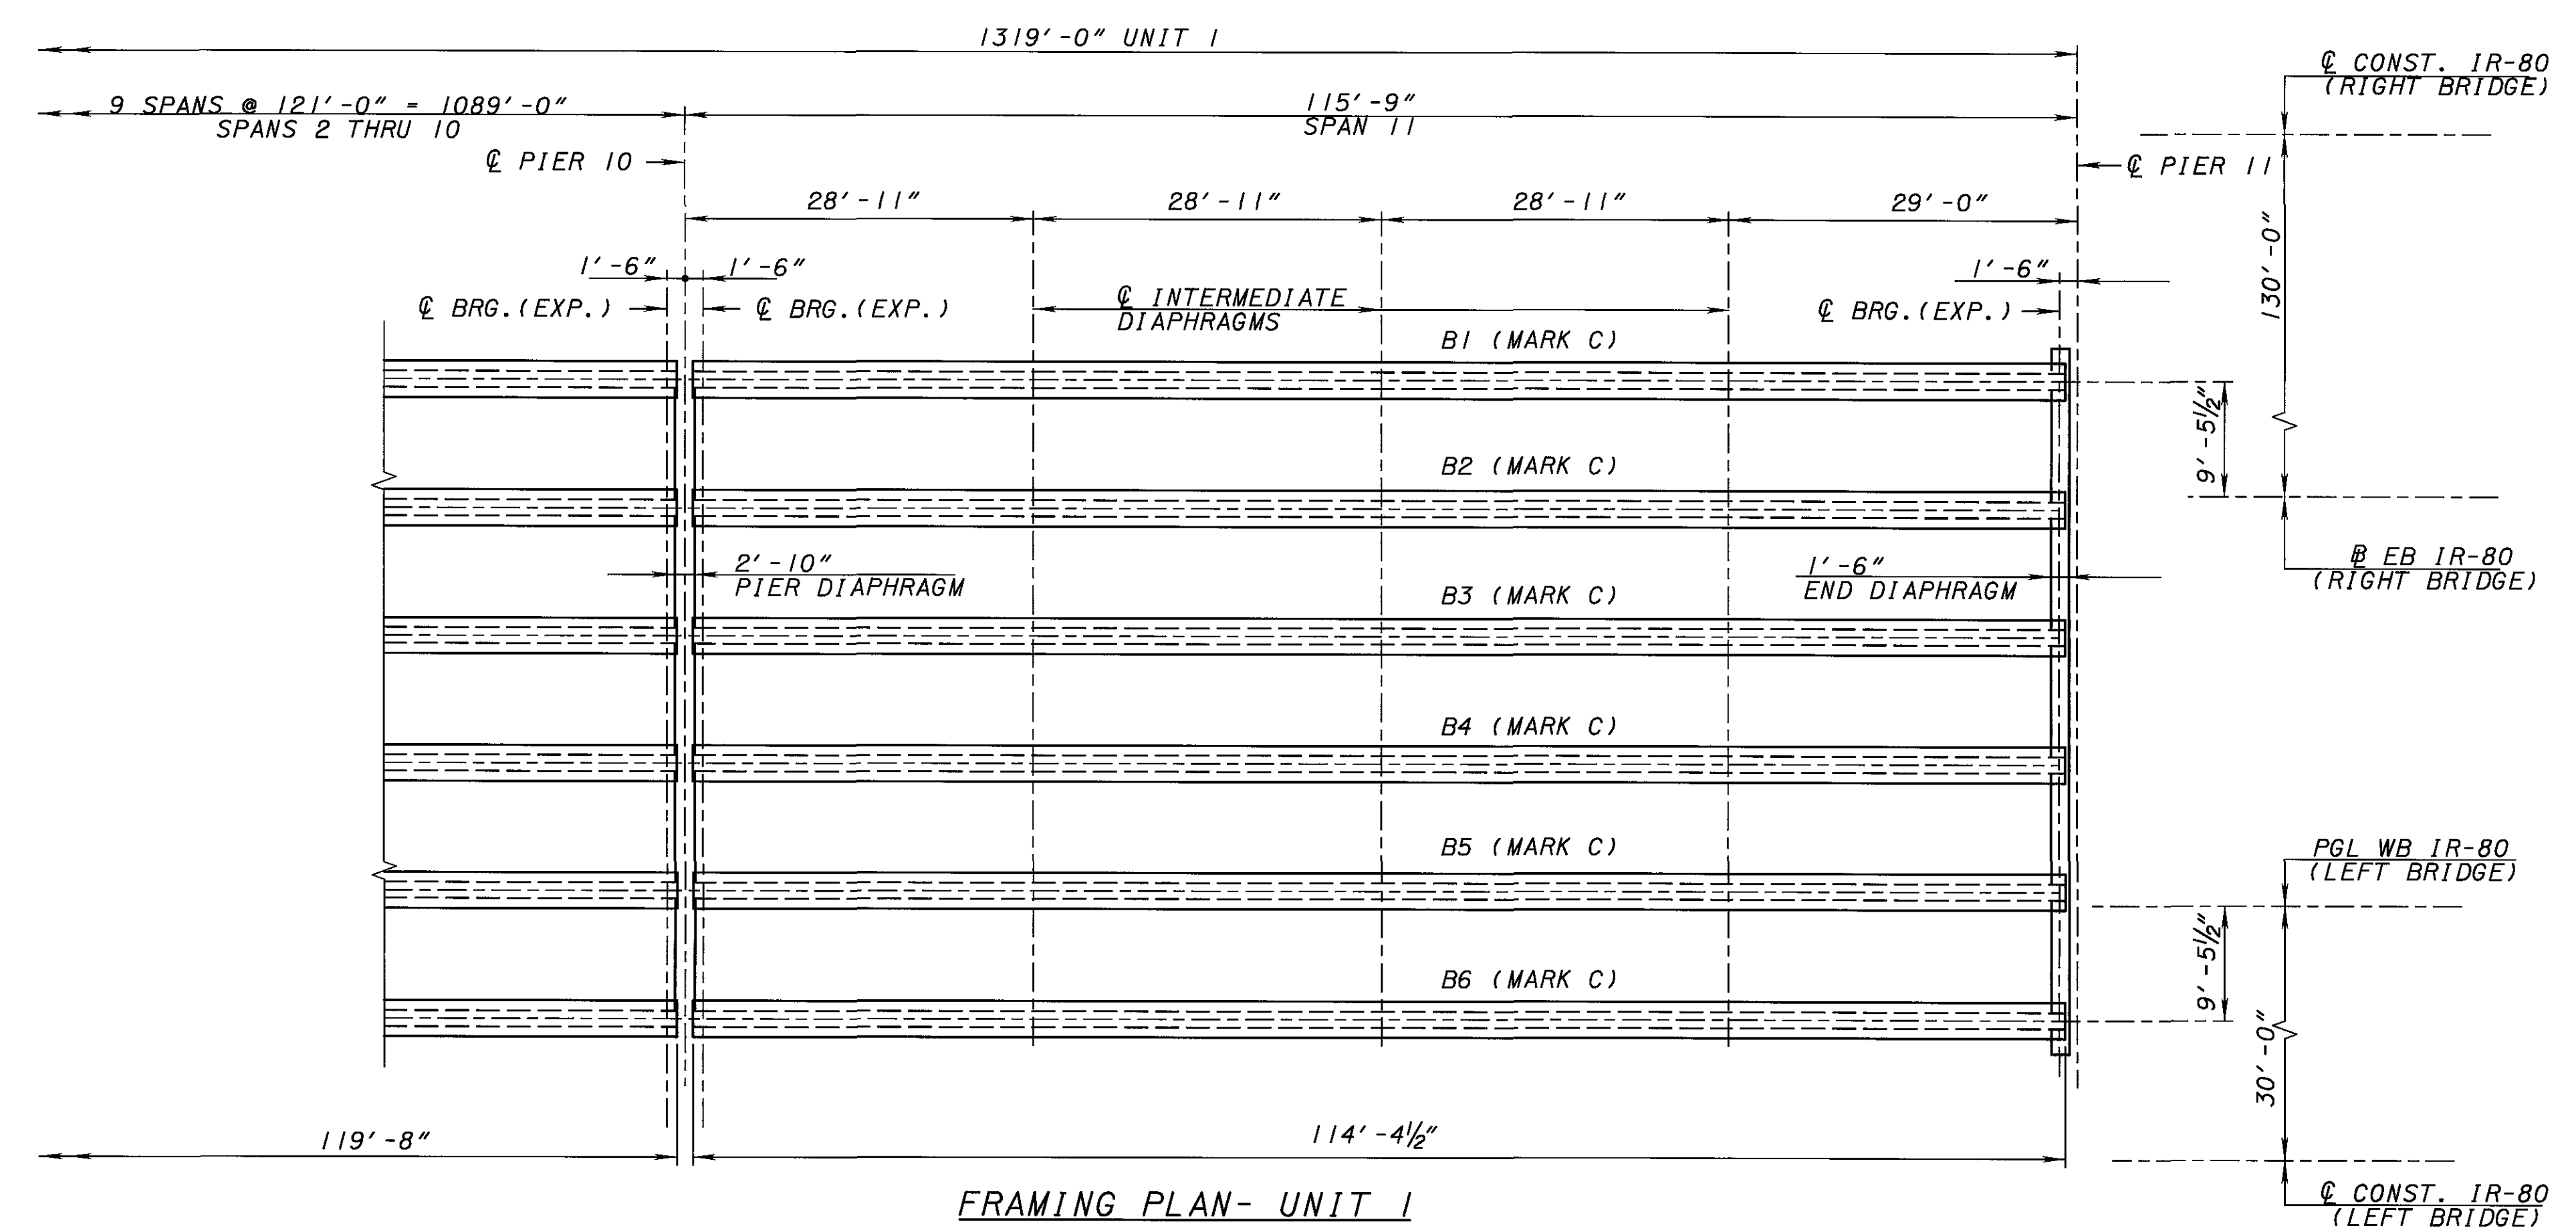 1319'-0" UNIT 1
9 SPANS @ 121'-0" = 1089'-0"
SPANS 2 THRU 10
115'-9"
SPAN 11
℄ CONST. IR-80
(RIGHT BRIDGE)
℄ PIER 10
℄ PIER 11
28'-11"
28'-11"
28'-11"
29'-0"
130'-0"
1'-6"
1'-6"
1'-6"
℄ BRG.(EXP.)
℄ BRG.(EXP.)
℄ INTERMEDIATE
DIAPHRAGMS
℄ BRG.(EXP.)
B1 (MARK C)
9'-5½"
B2 (MARK C)
2'-10"
PIER DIAPHRAGM
1'-6"
END DIAPHRAGM
BL EB IR-80
(RIGHT BRIDGE)
B3 (MARK C)
B4 (MARK C)
B5 (MARK C)
PGL WB IR-80
(LEFT BRIDGE)
9'-5½"
B6 (MARK C)
30'-0"
119'-8"
114'-4½"
℄ CONST. IR-80
(LEFT BRIDGE)
FRAMING PLAN- UNIT 1